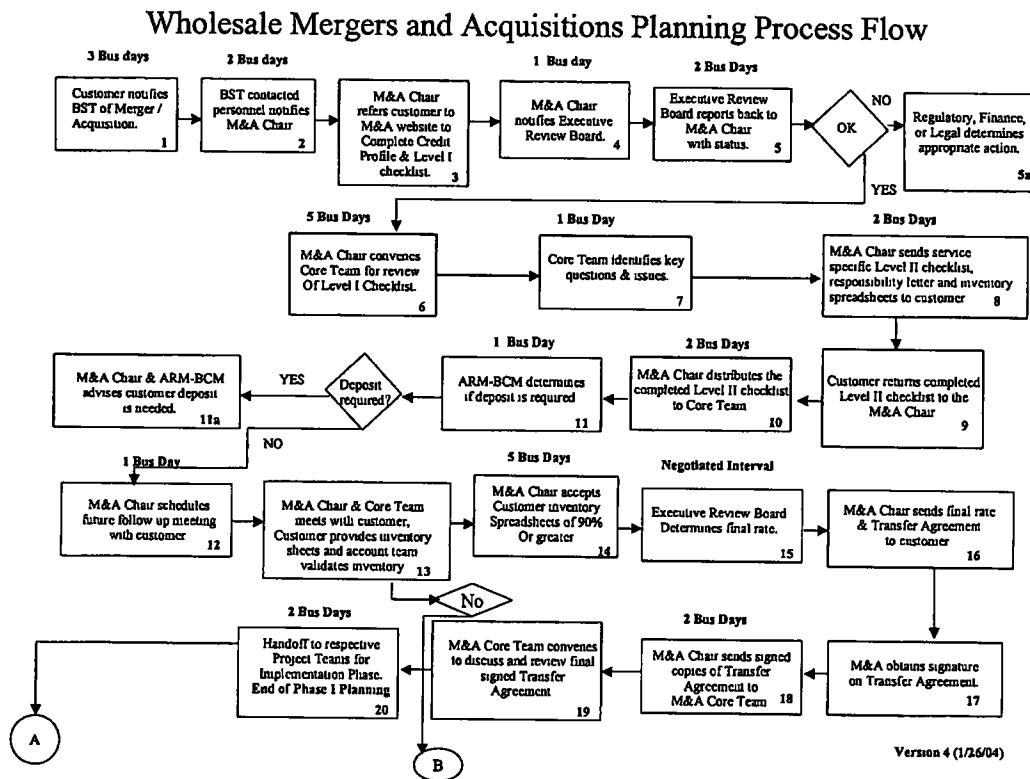 Wholesale Mergers and Acquisitions Planning Process Flow
3 Bus days
Customer notifies
BST of Merger /
Acquisition.
1
2 Bus days
BST contacted
personnel notifies
M&A Chair
2
M&A Chair
refers customer to
M&A website to
Complete Credit
Profile & Level I
checklist.
3
1 Bus day
M&A Chair
notifies Executive
Review Board.
4
2 Bus Days
Executive Review
Board reports back to
M&A Chair
with status.
5
OK
NO
Regulatory, Finance,
or Legal determines
appropriate action.
5a
YES
5 Bus Days
M&A Chair convenes
Core Team for review
Of Level I Checklist.
6
1 Bus Day
Core Team identifies key
questions & issues.
7
2 Bus Days
M&A Chair sends service
specific Level II checklist,
responsibility letter and inventory
spreadsheets to customer
8
Customer returns completed
Level II checklist to the
M&A Chair
9
2 Bus Days
M&A Chair distributes the
completed Level II checklist
to Core Team
10
1 Bus Day
ARM-BCM determines
if deposit is required
11
Deposit
required?
YES
M&A Chair & ARM-BCM
advises customer deposit
is needed.
11a
NO
1 Bus Day
M&A Chair schedules
future follow up meeting
with customer
12
M&A Chair & Core Team
meets with customer,
Customer provides inventory
sheets and account team
validates inventory
13
5 Bus Days
M&A Chair accepts
Customer inventory
Spreadsheets of 90%
Or greater
14
Negotiated Interval
Executive Review Board
Determines final rate.
15
M&A Chair sends final rate
& Transfer Agreement
to customer
16
No
M&A obtains signature
on Transfer Agreement.
17
2 Bus Days
M&A Chair sends signed
copies of Transfer
Agreement to
M&A Core Team
18
M&A Core Team convenes
to discuss and review final
signed Transfer
Agreement
19
2 Bus Days
Handoff to respective
Project Teams for
Implementation Phase.
End of Phase I Planning
20
A
B
Version 4 (1/26/04)